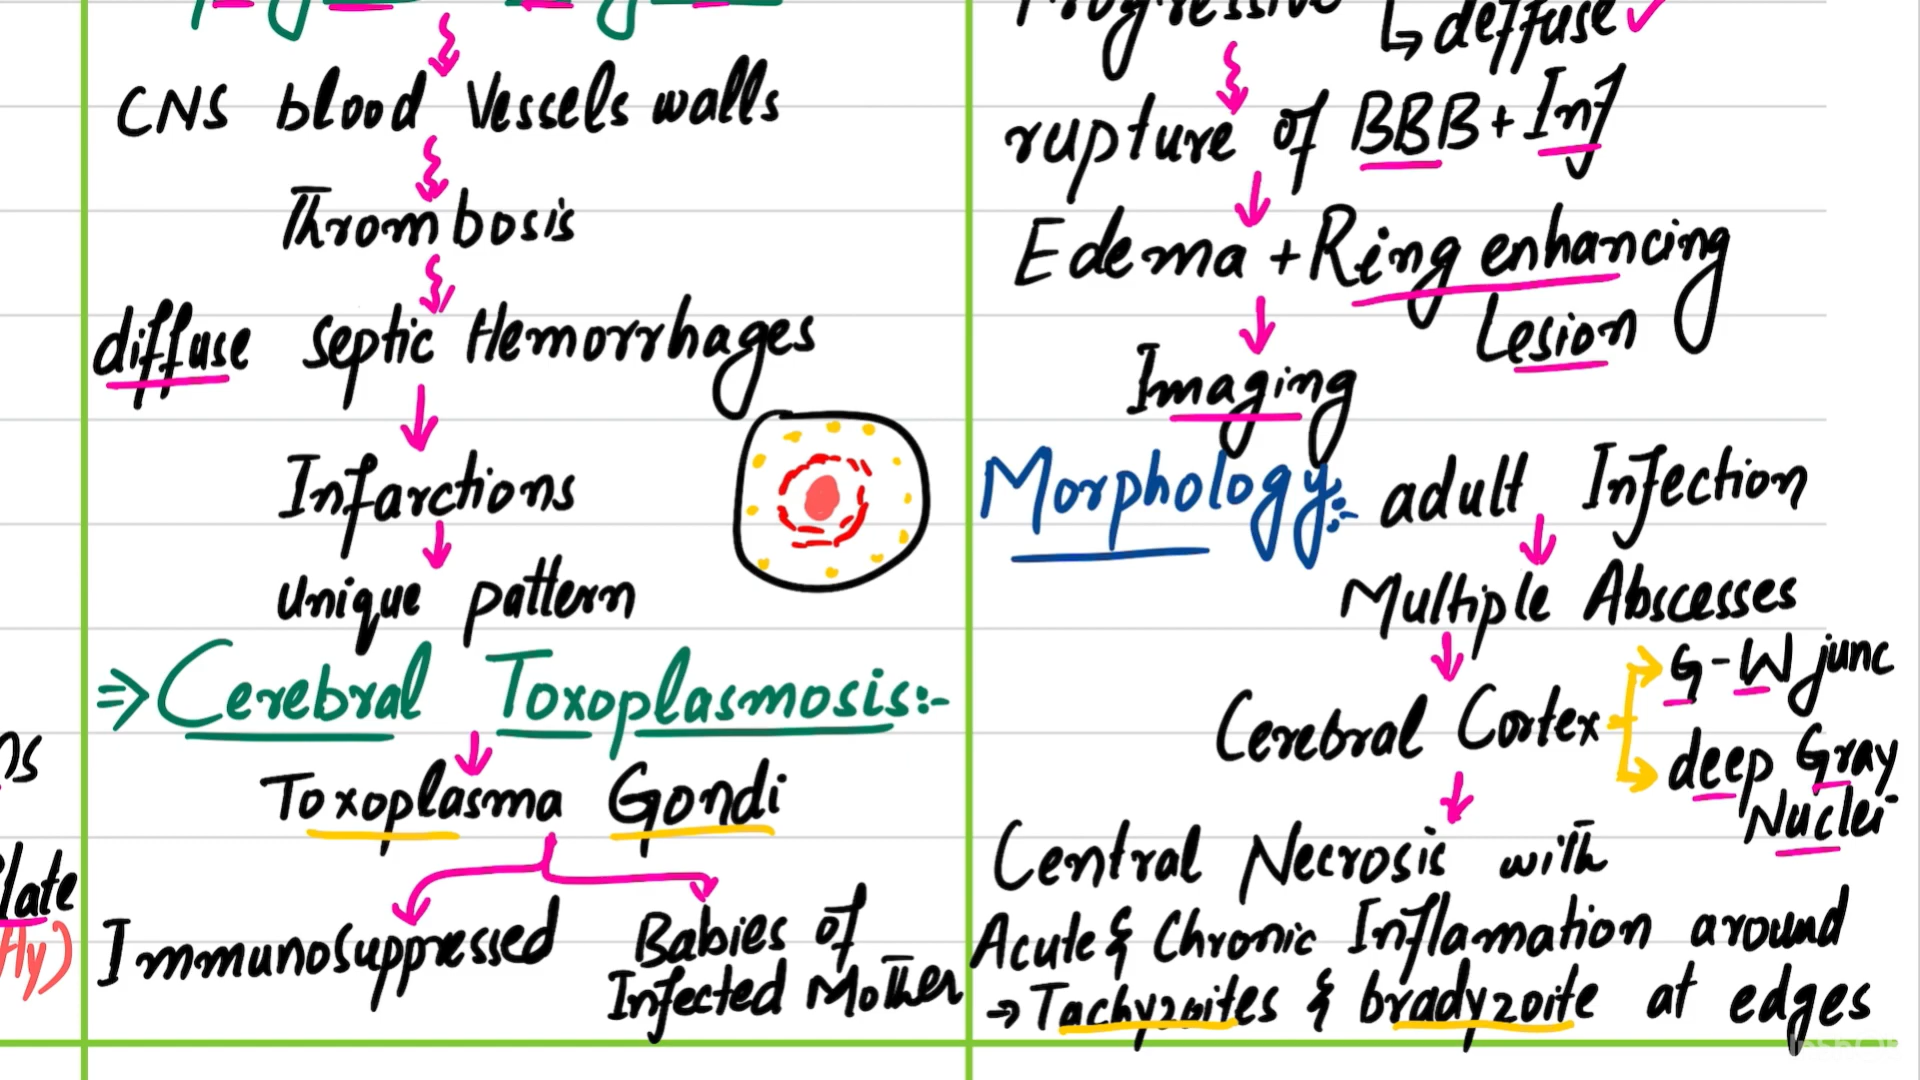 CNS blood Vessels walls
Thrombosis
diffuse septic Hemorrhages
Infarctions
unique pattern
=> Cerebral Toxoplasmosis:-
Toxoplasma Gondi
Immunosuppressed
Babies of
Infected Mother
Progressive
↳ deffuse ✓
rupture of BBB + Inf
Edema + Ring enhancing
Lesion
Imaging
Morphology:- adult Infection
Multiple Abscesses
Cerebral Cortex
G-W junc
deep Gray
Nuclei
Central Necrosis with
Acute & Chronic Inflamation around
→ Tachyzoites & bradyzoite at edges